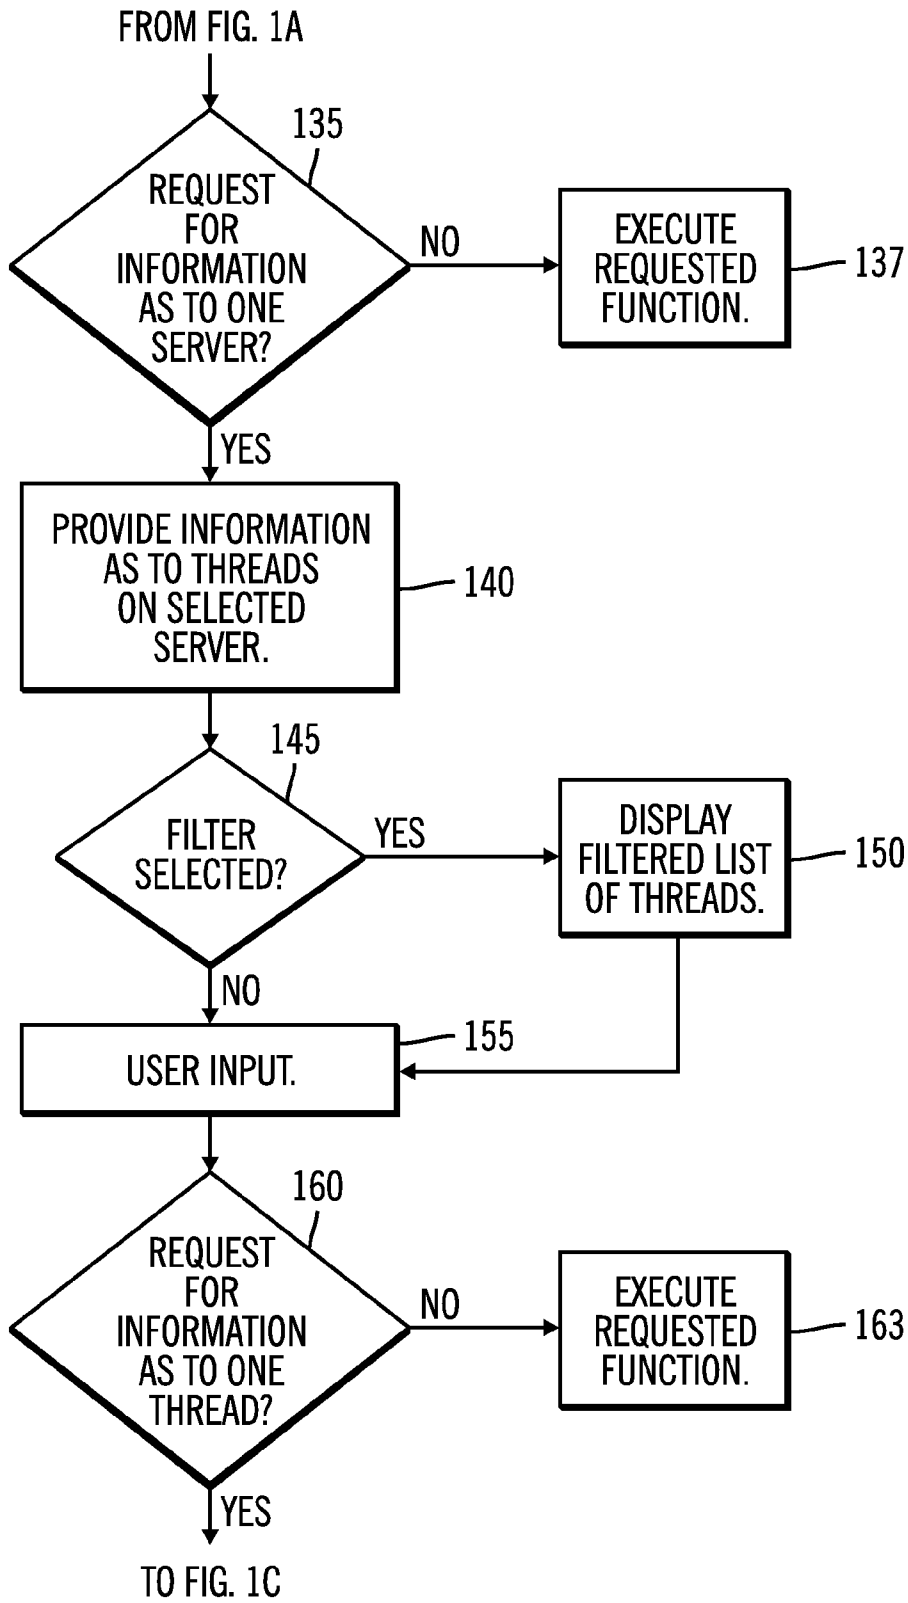 FROM FIG. 1A
135
REQUEST
FOR
INFORMATION
AS TO ONE
SERVER?
NO
EXECUTE
REQUESTED
FUNCTION.
137
YES
PROVIDE INFORMATION
AS TO THREADS
ON SELECTED
SERVER.
140
145
FILTER
SELECTED?
YES
DISPLAY
FILTERED LIST
OF THREADS.
150
NO
USER INPUT.
155
160
REQUEST
FOR
INFORMATION
AS TO ONE
THREAD?
NO
EXECUTE
REQUESTED
FUNCTION.
163
YES
TO FIG. 1C